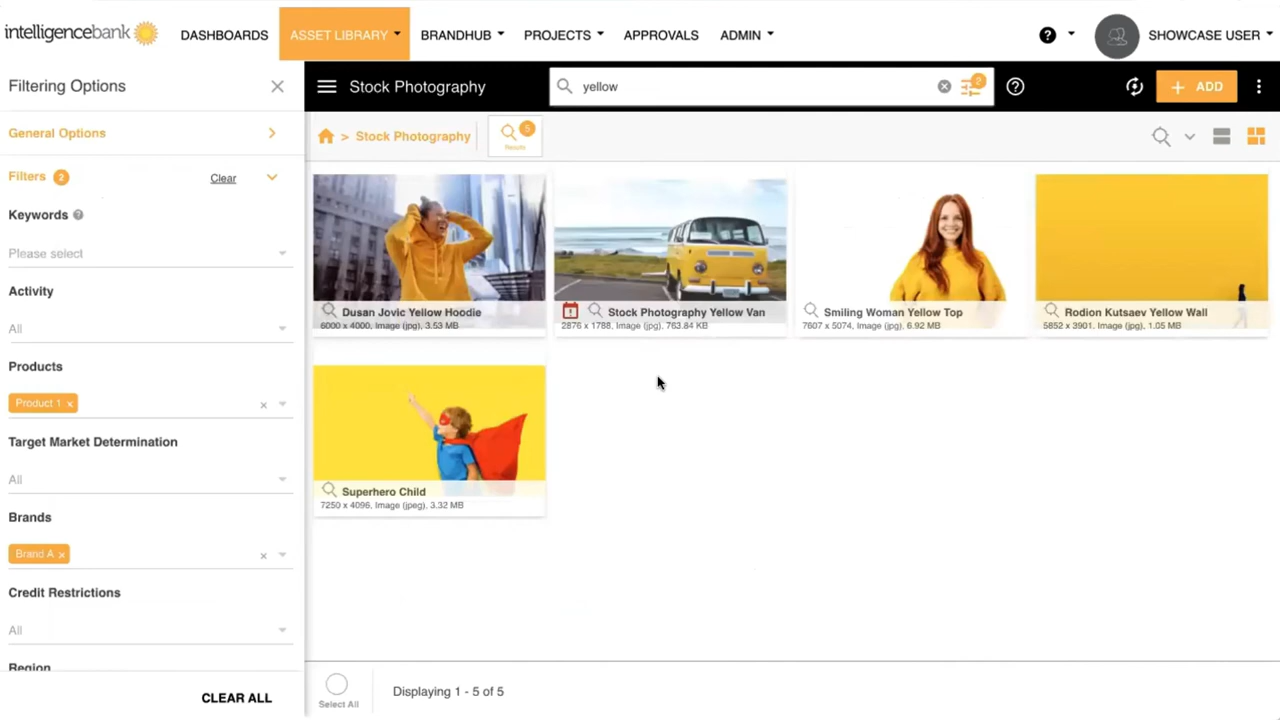 intelligencebank
DASHBOARDS
ASSET LIBRARY
BRANDHUB
PROJECTS
APPROVALS
ADMIN
?
SHOWCASE USER
Filtering Options
Stock Photography
yellow
2
?
+ ADD
General Options
> Stock Photography
5
Results
Filters 2
Clear
Keywords ?
Please select
Activity
All
Products
Product 1 x
Target Market Determination
All
Brands
Brand A x
Credit Restrictions
All
Region
CLEAR ALL
Dusan Jovic Yellow Hoodie
6000 x 4000, Image (jpg), 3.53 MB
Stock Photography Yellow Van
2876 x 1788, Image (jpg), 763.84 KB
Smiling Woman Yellow Top
7607 x 5074, Image (jpg), 6.92 MB
Rodion Kutsaev Yellow Wall
5852 x 3901, Image (jpg), 1.05 MB
Superhero Child
7250 x 4096, Image (jpeg), 3.32 MB
Select All
Displaying 1 - 5 of 5